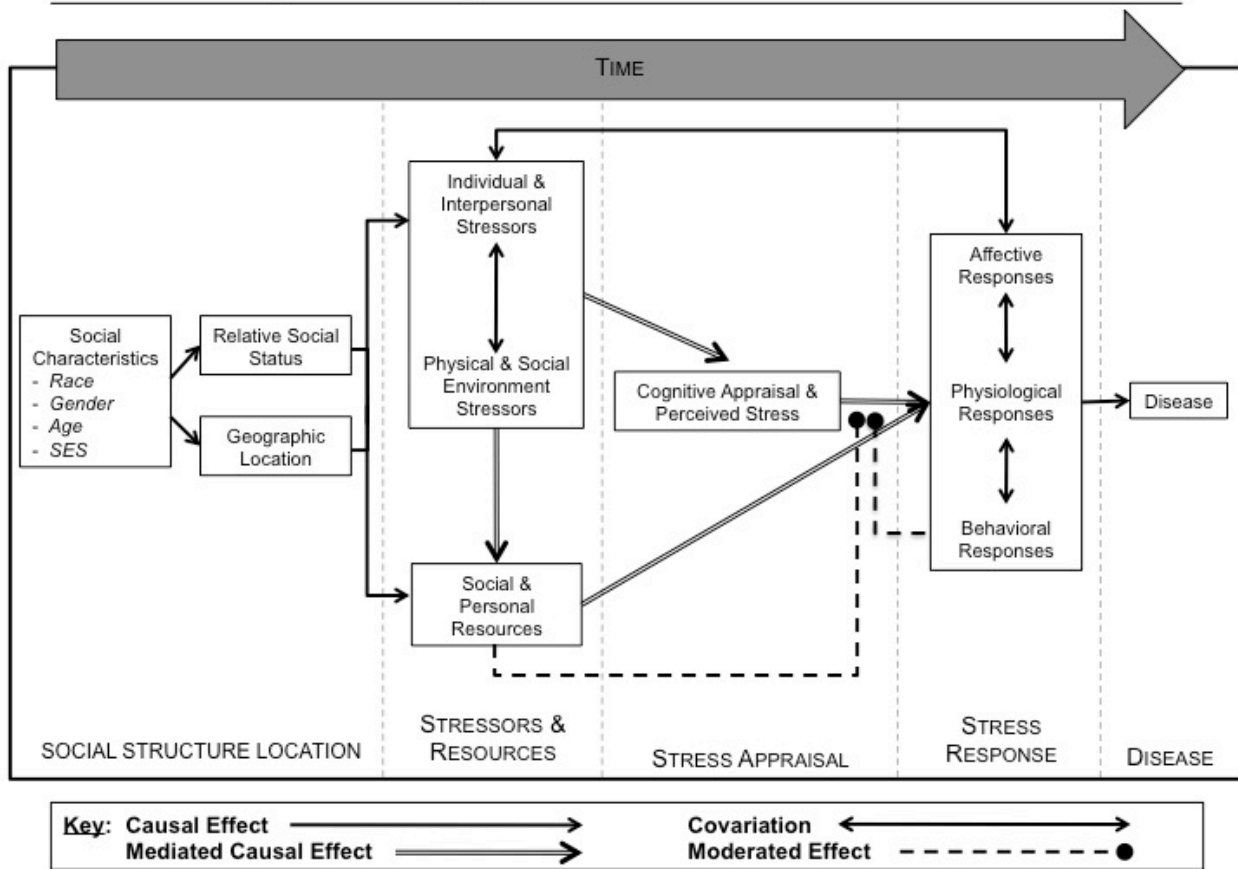 TIME
Individual &
Interpersonal
Stressors
Physical & Social
Environment
Stressors
Social
Characteristics
- Race
- Gender
- Age
- SES
Relative Social
Status
Geographic
Location
Social &
Personal
Resources
Cognitive Appraisal &
Perceived Stress
Affective
Responses
Physiological
Responses
Behavioral
Responses
Disease
SOCIAL STRUCTURE LOCATION
STRESSORS &
RESOURCES
STRESS APPRAISAL
STRESS
RESPONSE
DISEASE
Key: Causal Effect
Covariation
Mediated Causal Effect
Moderated Effect